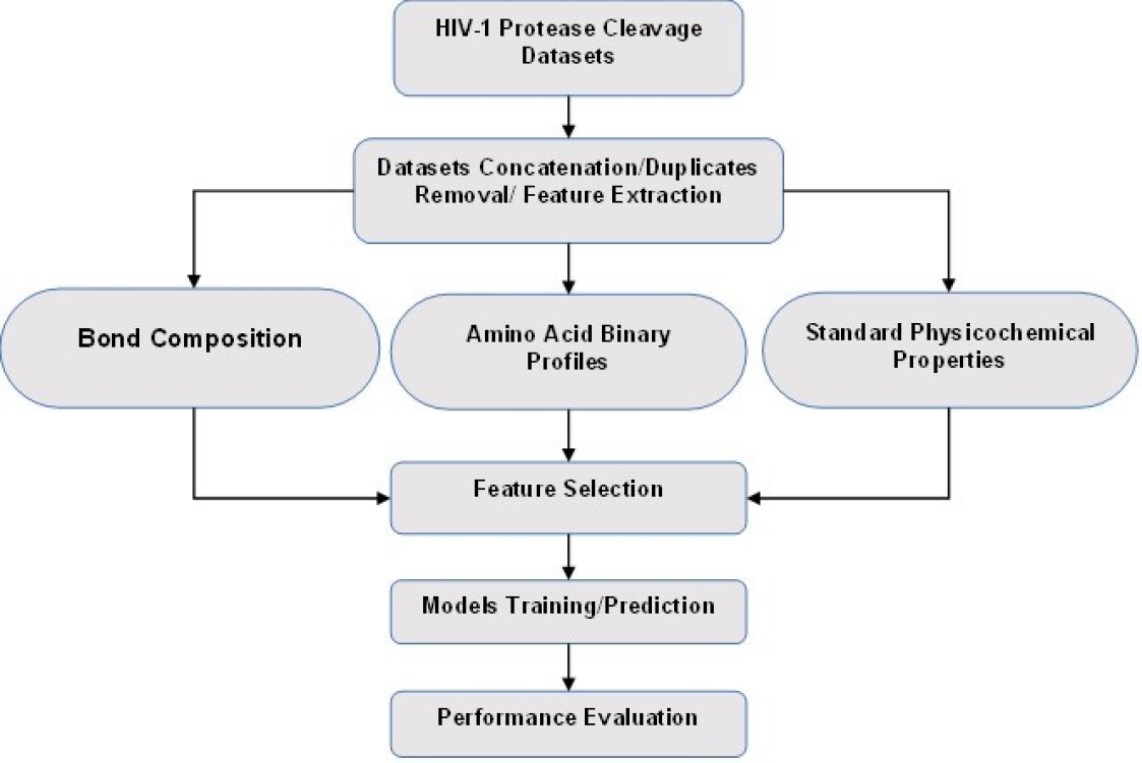 HIV-1 Protease Cleavage
Datasets
Datasets Concatenation/Duplicates
Removal/ Feature Extraction
Bond Composition
Amino Acid Binary
Profiles
Standard Physicochemical
Properties
Feature Selection
Models Training/Prediction
Performance Evaluation